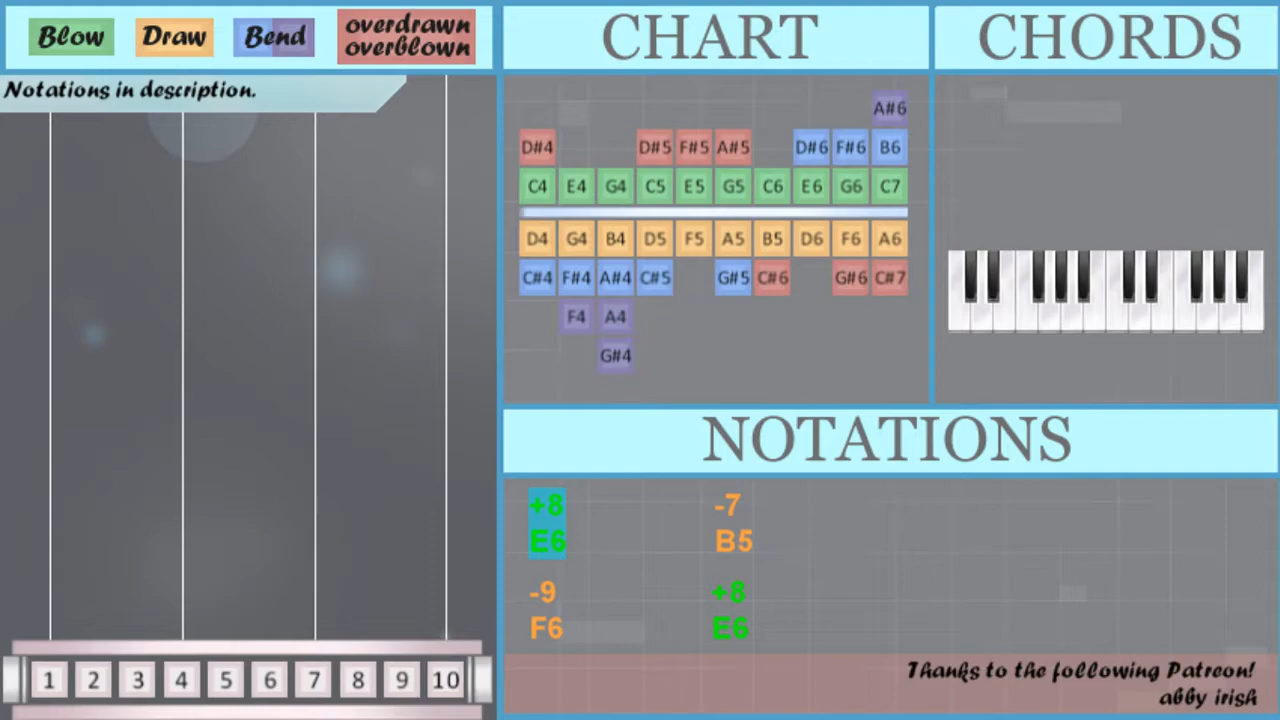 Blow Draw Bend overdrawn
overblown
Notations in description.
CHART
CHORDS
A#6
D#4 D#5 F#5 A#5 D#6 F#6 B6
C4 E4 G4 C5 E5 G5 C6 E6 G6 C7
D4 G4 B4 D5 F5 A5 B5 D6 F6 A6
C#4 F#4 A#4 C#5 G#5 C#6 G#6 C#7
F4 A4
G#4
NOTATIONS
+8 -7
E6 B5
-9 +8
F6 E6
Thanks to the following Patreon!
abby irish
1 2 3 4 5 6 7 8 9 10